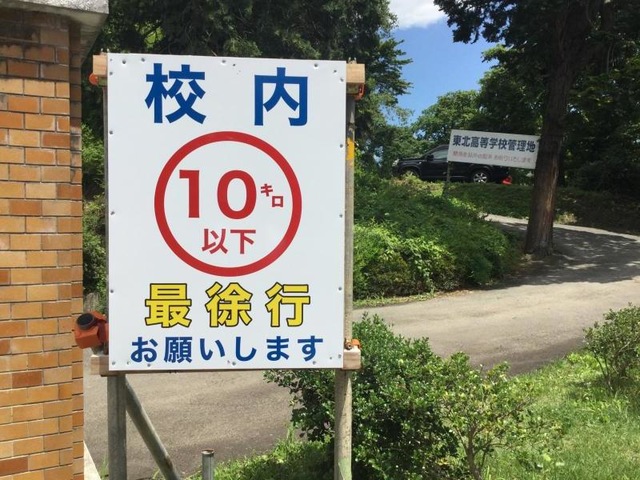 校内
10キロ
以下
最徐行
お願いします
東北高等学校管理地